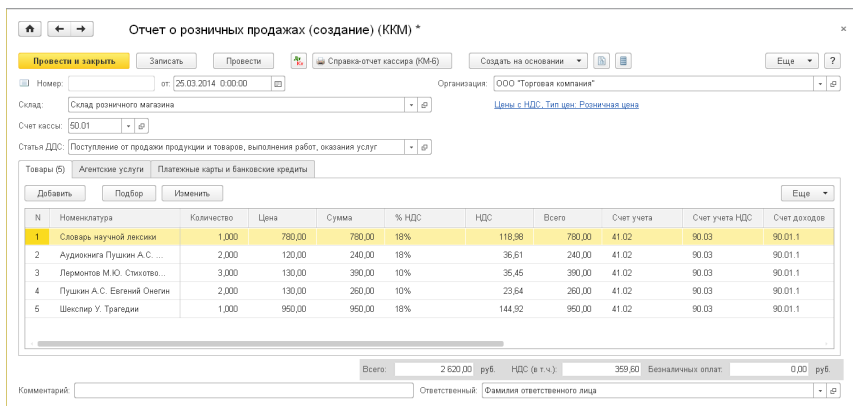 Отчет о розничных продажах (создание) (ККМ) *
Провести и закрыть Записать Провести Дт Кт Справка-отчет кассира (КМ-6) Создать на основании Еще ?
Номер: от: 25.03.2014 0:00:00 Организация: ООО "Торговая компания"
Склад: Склад розничного магазина Цены с НДС, Тип цен: Розничная цена
Счет кассы: 50.01
Статья ДДС: Поступление от продажи продукции и товаров, выполнения работ, оказания услуг
Товары (5) Агентские услуги Платежные карты и банковские кредиты
Добавить Подбор Изменить Еще
N Номенклатура Количество Цена Сумма % НДС НДС Всего Счет учета Счет учета НДС Счет доходов
1 Словарь научной лексики 1,000 780,00 780,00 18% 118,98 780,00 41.02 90.03 90.01.1
2 Аудиокнига Пушкин А.С. ... 2,000 120,00 240,00 18% 36,61 240,00 41.02 90.03 90.01.1
3 Лермонтов М.Ю. Стихотво... 3,000 130,00 390,00 10% 35,45 390,00 41.02 90.03 90.01.1
4 Пушкин А.С. Евгений Онегин 2,000 130,00 260,00 10% 23,64 260,00 41.02 90.03 90.01.1
5 Шекспир У. Трагедии 1,000 950,00 950,00 18% 144,92 950,00 41.02 90.03 90.01.1
Всего: 2 620,00 руб. НДС (в т.ч.): 359,60 Безналичных оплат: 0,00 руб.
Комментарий: Ответственный: Фамилия ответственного лица